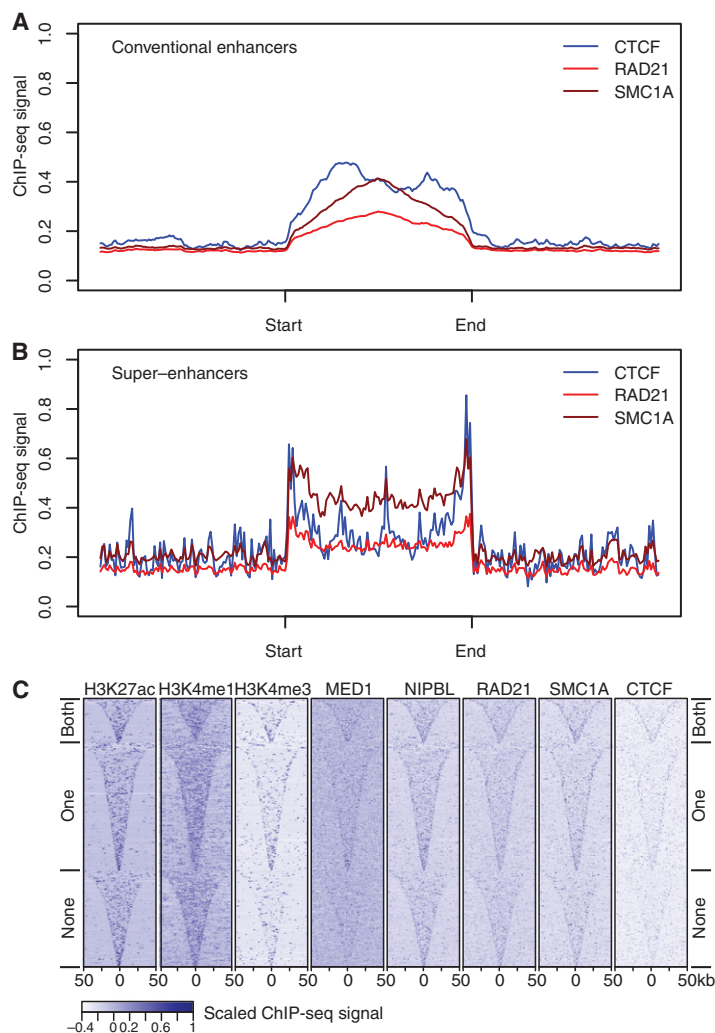 A
Conventional enhancers
CTCF
RAD21
SMC1A
ChIP-seq signal
1.0
0.8
0.6
0.4
0.2
0.0
Start End
B
Super–enhancers
CTCF
RAD21
SMC1A
ChIP-seq signal
1.0
0.8
0.6
0.4
0.2
0.0
Start End
C
H3K27ac H3K4me1 H3K4me3 MED1 NIPBL RAD21 SMC1A CTCF
Both
One
None
Both
One
None
50 0 50 0 50 0 50 0 50 0 50 0 50 0 50 0 50kb
−0.4 0.2 0.6 1
Scaled ChIP-seq signal